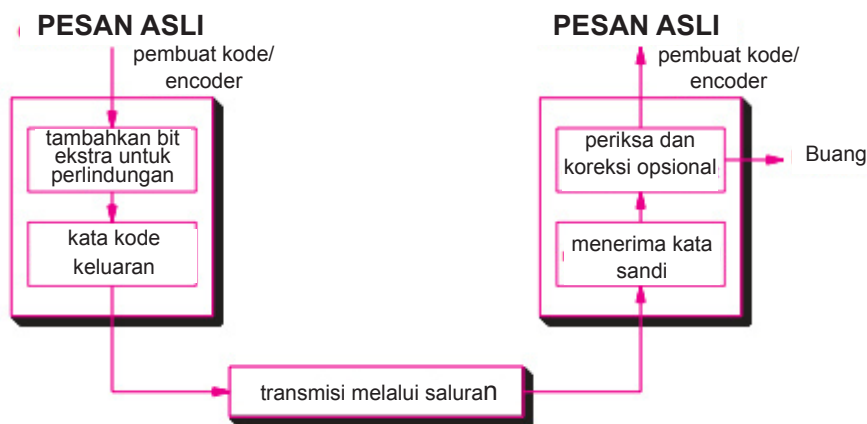 PESAN ASLI
pembuat kode/
encoder
tambahkan bit
ekstra untuk
perlindungan
kata kode
keluaran
transmisi melalui saluran
PESAN ASLI
pembuat kode/
encoder
periksa dan
koreksi opsional
Buang
menerima kata
sandi